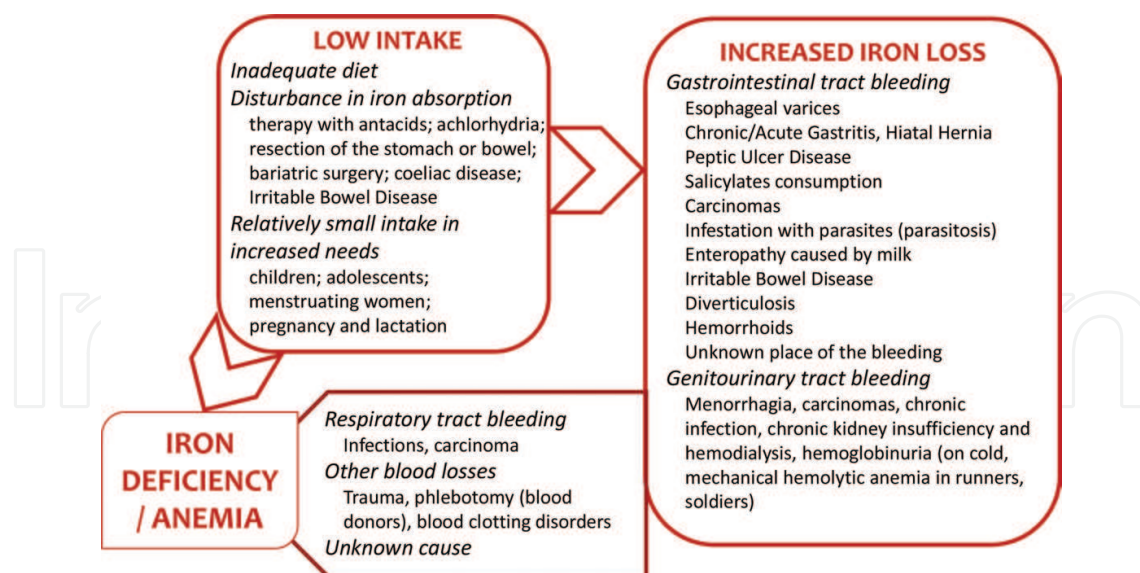 LOW INTAKE
Inadequate diet
Disturbance in iron absorption
therapy with antacids; achlorhydria;
resection of the stomach or bowel;
bariatric surgery; coeliac disease;
Irritable Bowel Disease
Relatively small intake in
increased needs
children; adolescents;
menstruating women;
pregnancy and lactation
INCREASED IRON LOSS
Gastrointestinal tract bleeding
Esophageal varices
Chronic/Acute Gastritis, Hiatal Hernia
Peptic Ulcer Disease
Salicylates consumption
Carcinomas
Infestation with parasites (parasitosis)
Enteropathy caused by milk
Irritable Bowel Disease
Diverticulosis
Hemorrhoids
Unknown place of the bleeding
Genitourinary tract bleeding
Menorrhagia, carcinomas, chronic
infection, chronic kidney insufficiency and
hemodialysis, hemoglobinuria (on cold,
mechanical hemolytic anemia in runners,
soldiers)
Respiratory tract bleeding
Infections, carcinoma
Other blood losses
Trauma, phlebotomy (blood
donors), blood clotting disorders
Unknown cause
IRON
DEFICIENCY
/ ANEMIA